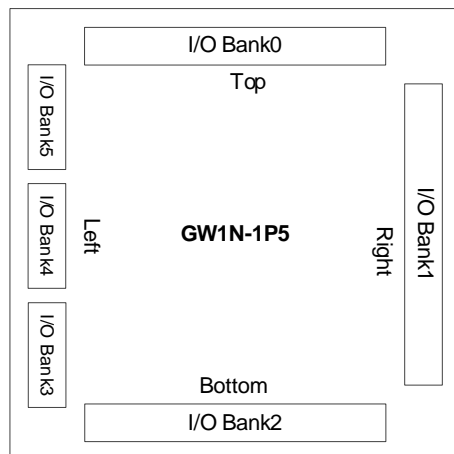 I/O Bank0
Top
I/O Bank5
I/O Bank4
I/O Bank3
Left
GW1N-1P5
Right
I/O Bank1
Bottom
I/O Bank2